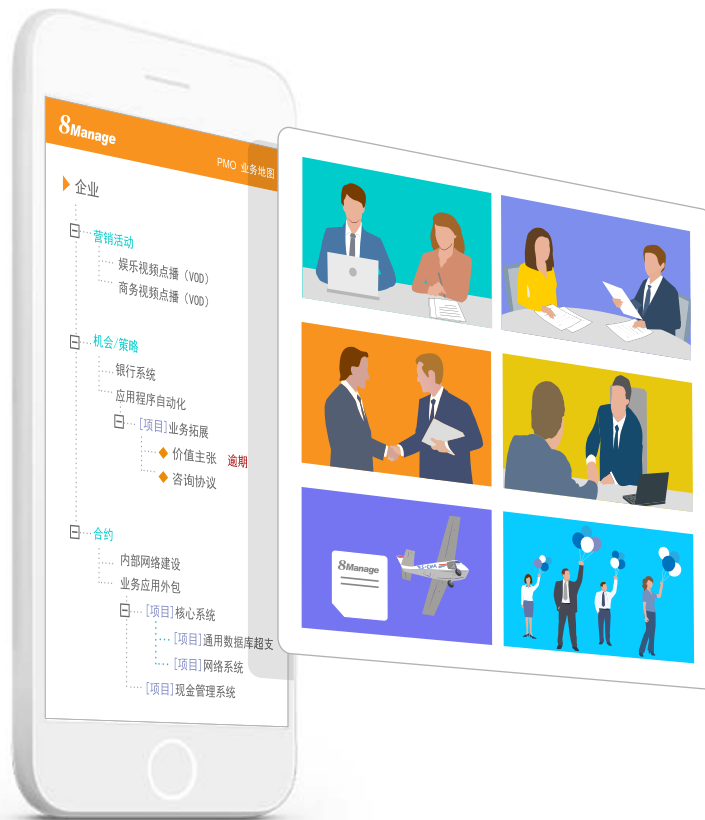 8Manage
PMO 业务地图
企业
营销活动
娱乐视频点播（VOD）
商务视频点播（VOD）
机会/策略
银行系统
应用程序自动化
[项目]业务拓展
价值主张 逾期
咨询协议
合约
内部网络建设
业务应用外包
[项目]核心系统
[项目]通用数据库超支
[项目]网络系统
[项目]现金管理系统
8Manage